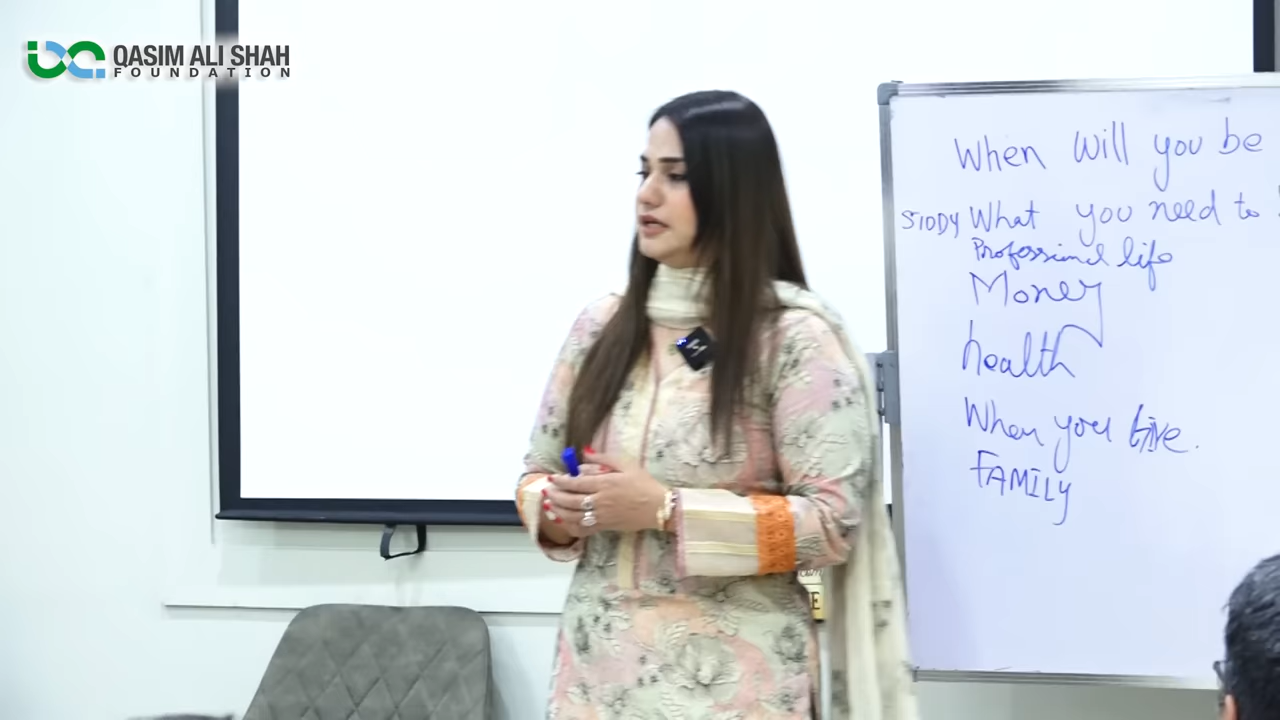 QASIM ALI SHAH
FOUNDATION
When will you be
STUDY What you need to
Professional life
Money
health
When you Give.
FAMILY